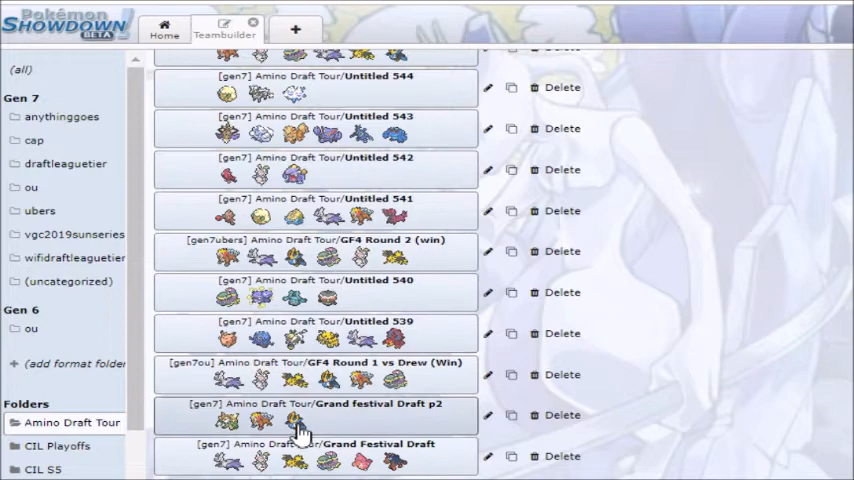 Pokémon
SHOWDOWN!
BETA
Home
Teambuilder
(all)
Gen 7
anythinggoes
cap
draftleaguetier
ou
ubers
vgc2019sunseries
wifidraftleaguetier
(uncategorized)
Gen 6
ou
(add format folder
Folders
Amino Draft Tour
CIL Playoffs
CIL S5
[gen7] Amino Draft Tour/Untitled 544
Delete
[gen7] Amino Draft Tour/Untitled 543
Delete
[gen7] Amino Draft Tour/Untitled 542
Delete
[gen7] Amino Draft Tour/Untitled 541
Delete
[gen7ubers] Amino Draft Tour/GF4 Round 2 (win)
Delete
[gen7] Amino Draft Tour/Untitled 540
Delete
[gen7] Amino Draft Tour/Untitled 539
Delete
[gen7ou] Amino Draft Tour/GF4 Round 1 vs Drew (Win)
Delete
[gen7] Amino Draft Tour/Grand festival Draft p2
Delete
[gen7] Amino Draft Tour/Grand Festival Draft
Delete